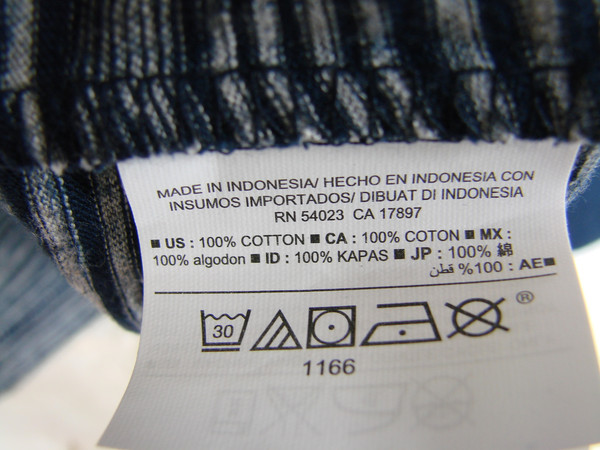 MADE IN INDONESIA/ HECHO EN INDONESIA CON
INSUMOS IMPORTADOS/ DIBUAT DI INDONESIA
RN 54023 CA 17897
■ US : 100% COTTON ■ CA : 100% COTON ■ MX :
100% algodon ■ ID : 100% KAPAS ■ JP : 100% 綿
■AE : 100% قطن
30
®
1166